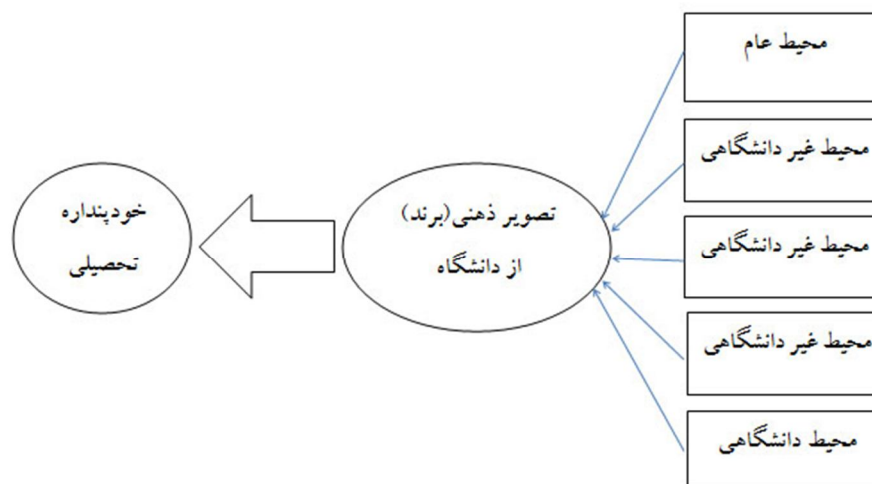 محیط عام
محیط غیر دانشگاهی
محیط غیر دانشگاهی
محیط غیر دانشگاهی
محیط دانشگاهی
تصویر ذهنی(برند)
از دانشگاه
خودپنداره
تحصیلی